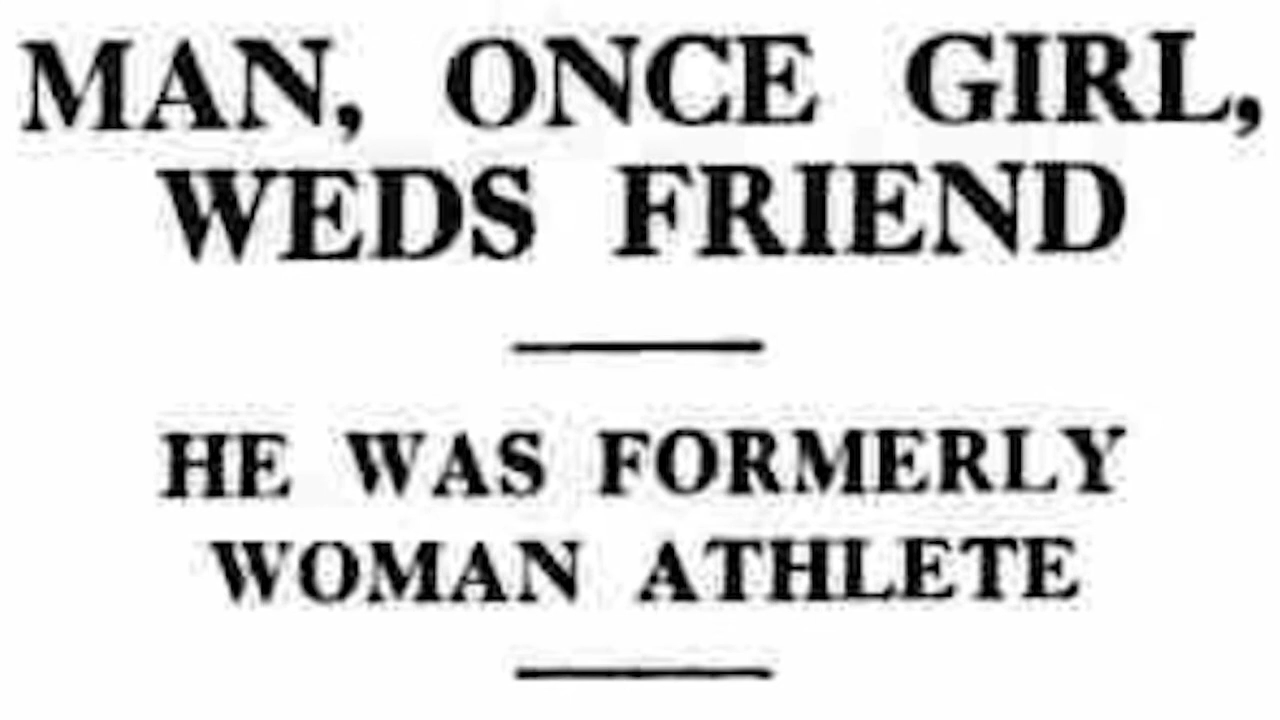 MAN, ONCE GIRL,
WEDS FRIEND
HE WAS FORMERLY
WOMAN ATHLETE